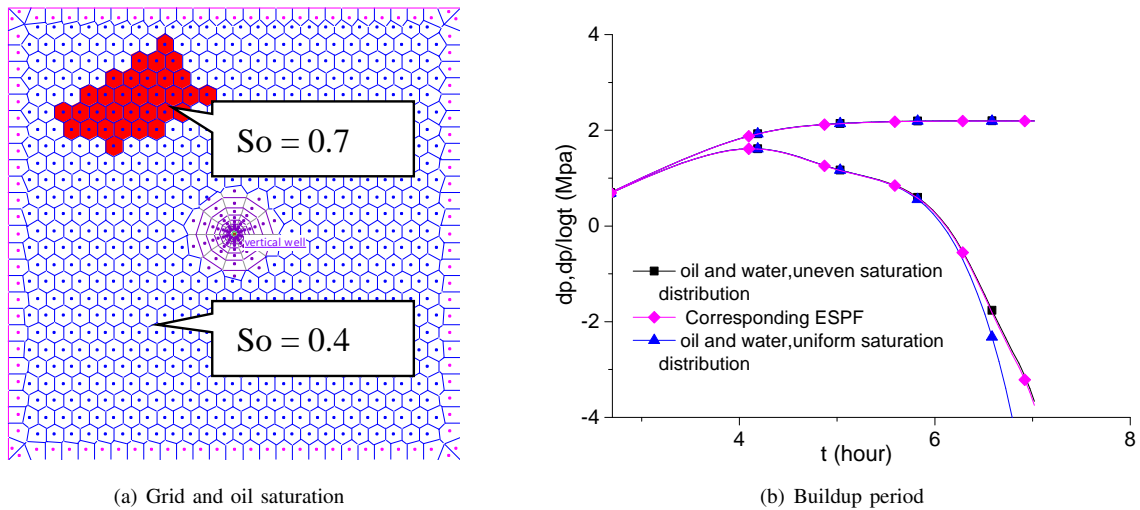 So = 0.7
vertical well
So = 0.4
(a) Grid and oil saturation
dp,dp/logt (Mpa)
4
2
0
-2
-4
oil and water,uneven saturation
distribution
Corresponding ESPF
oil and water,uniform saturation
distribution
4
6
8
t (hour)
(b) Buildup period